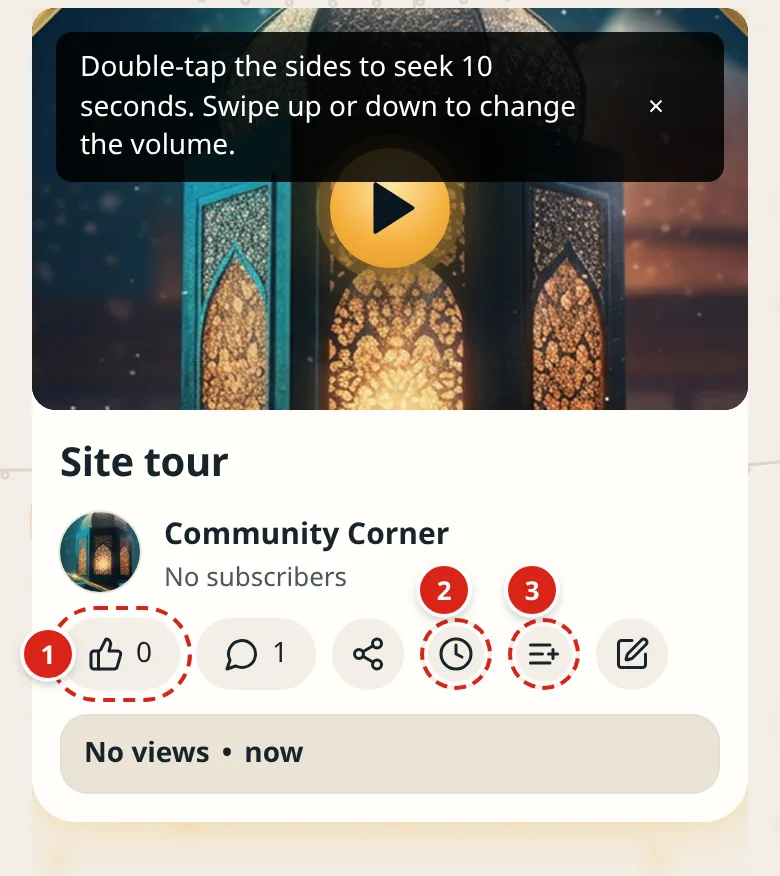 Double-tap the sides to seek 10
seconds. Swipe up or down to change
the volume.
×
Site tour
Community Corner
No subscribers
2 3
1 0 1
No views • now